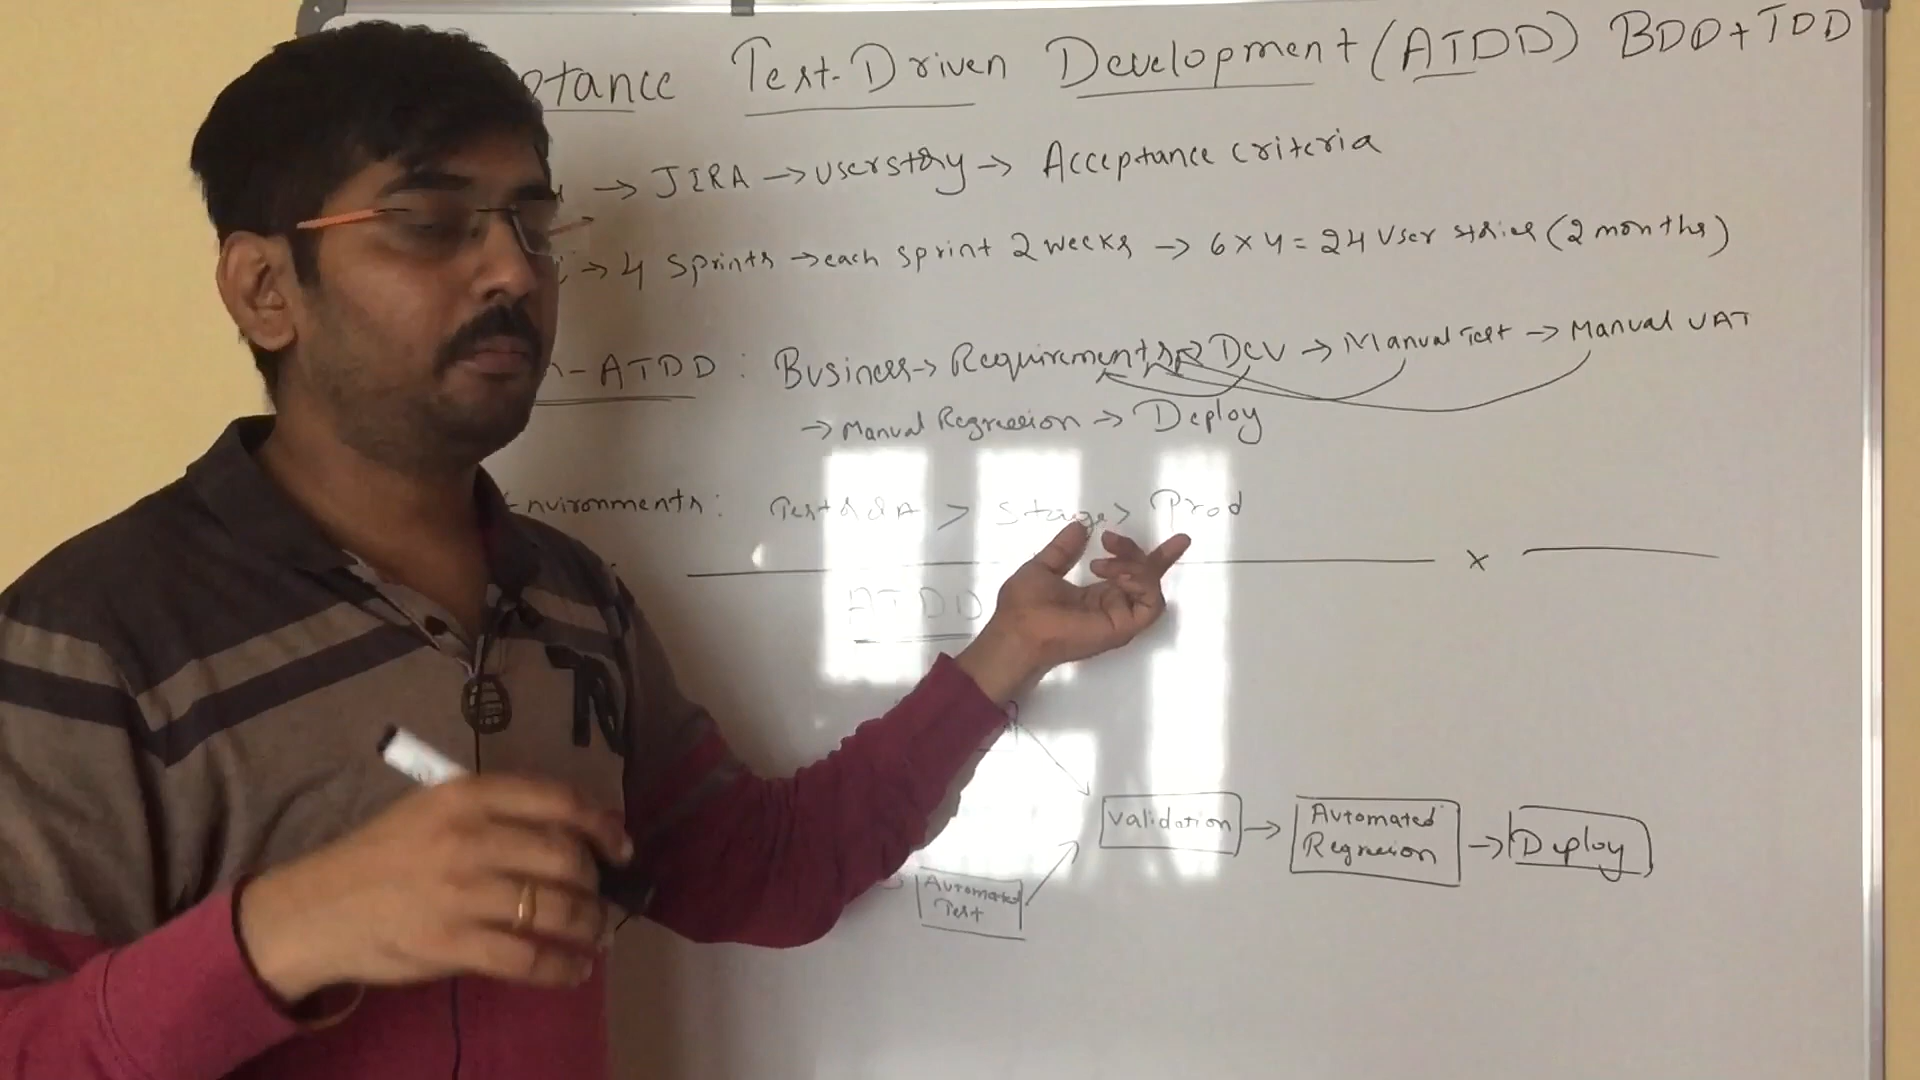 ptance Test-Driven Development (ATDD) BDD+TDD
→ JIRA → Userstory → Acceptance criteria
→ 4 Sprints → each sprint 2 weeks → 6 x 4 = 24 User stories (2 months)
n-ATDD : Business → Requirements → DEV → Manual Test → Manual UAT
→ Manual Regression → Deploy
Environments : Test & QA > Stage > Prod
x
ATDD
validation → Automated Regression → Deploy
Automated Test